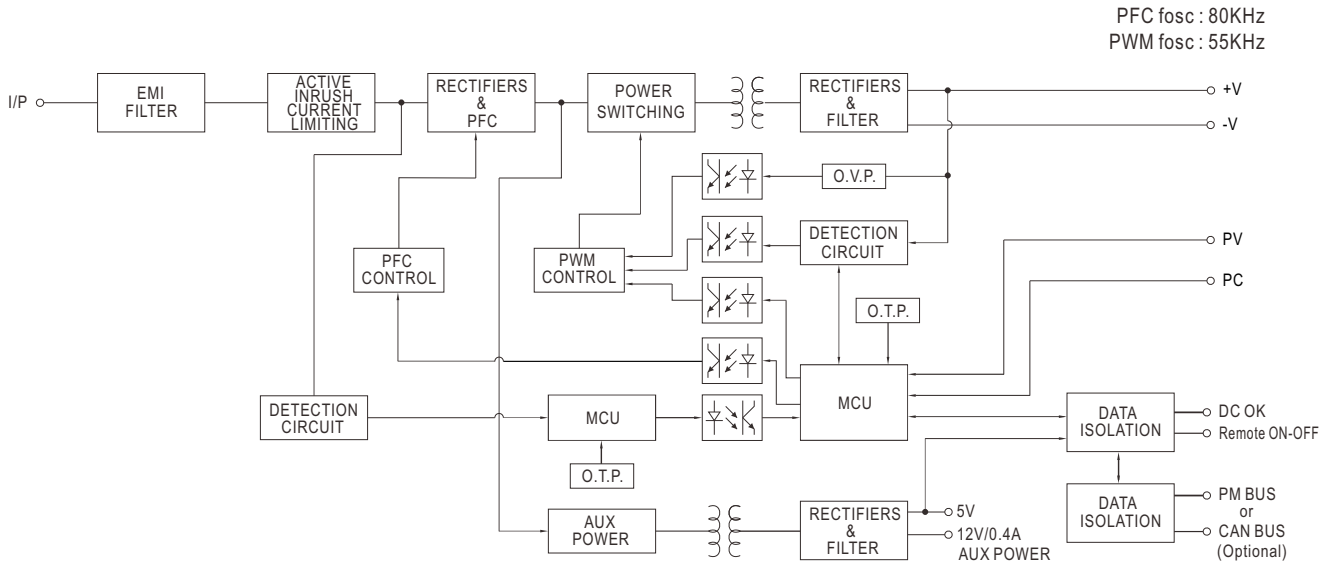 PFC fosc : 80KHz
PWM fosc : 55KHz
I/P
EMI
FILTER
ACTIVE
INRUSH
CURRENT
LIMITING
RECTIFIERS
&
PFC
POWER
SWITCHING
RECTIFIERS
&
FILTER
+V
-V
O.V.P.
DETECTION
CIRCUIT
PFC
CONTROL
PWM
CONTROL
PV
PC
O.T.P.
MCU
DETECTION
CIRCUIT
MCU
O.T.P.
DATA
ISOLATION
DC OK
Remote ON-OFF
AUX
POWER
RECTIFIERS
&
FILTER
5V
12V/0.4A
AUX POWER
DATA
ISOLATION
PM BUS
or
CAN BUS
(Optional)